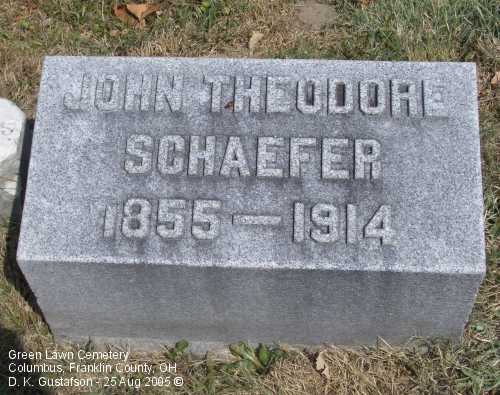 JOHN THEODORE
SCHAEFER
1855 — 1914
Green Lawn Cemetery
Columbus, Franklin County, OH
D. K. Gustafson - 25 Aug 2005 ©